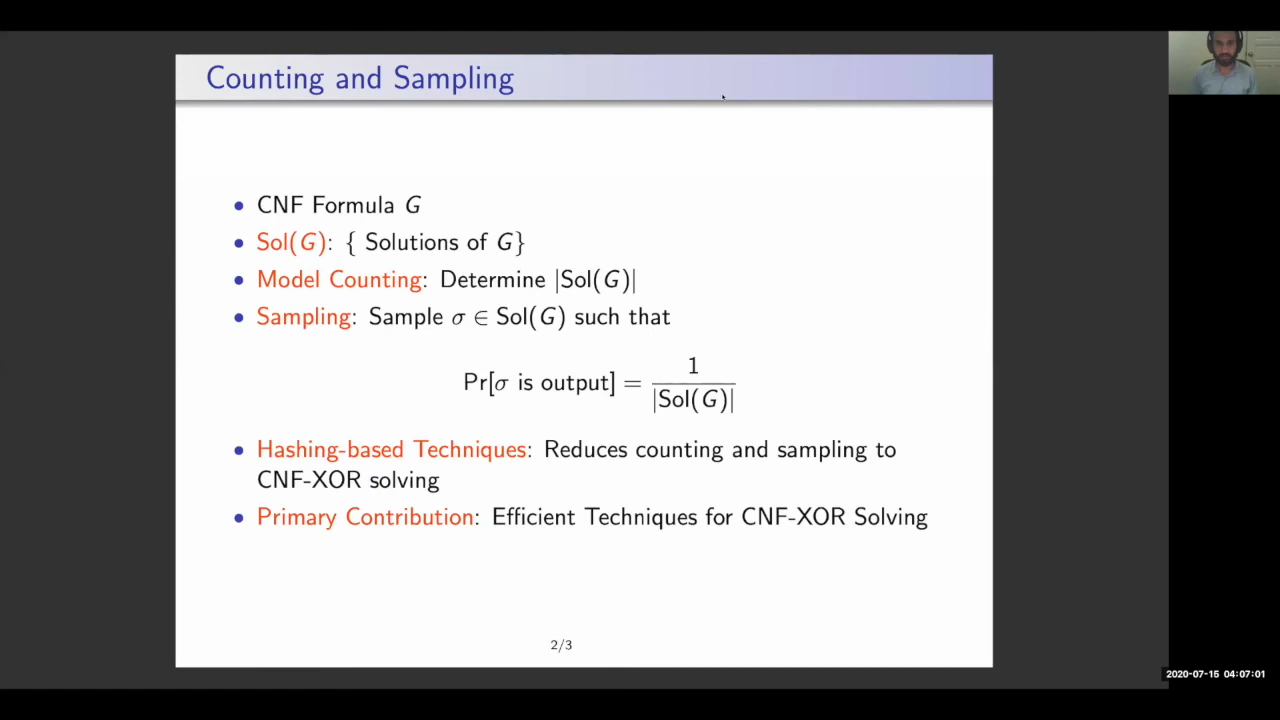 Counting and Sampling
• CNF Formula G
• Sol(G): { Solutions of G}
• Model Counting: Determine |Sol(G)|
• Sampling: Sample σ ∈ Sol(G) such that
Pr[σ is output] = 1 / |Sol(G)|
• Hashing-based Techniques: Reduces counting and sampling to
CNF-XOR solving
• Primary Contribution: Efficient Techniques for CNF-XOR Solving
2/3
2020-07-15 04:07:01